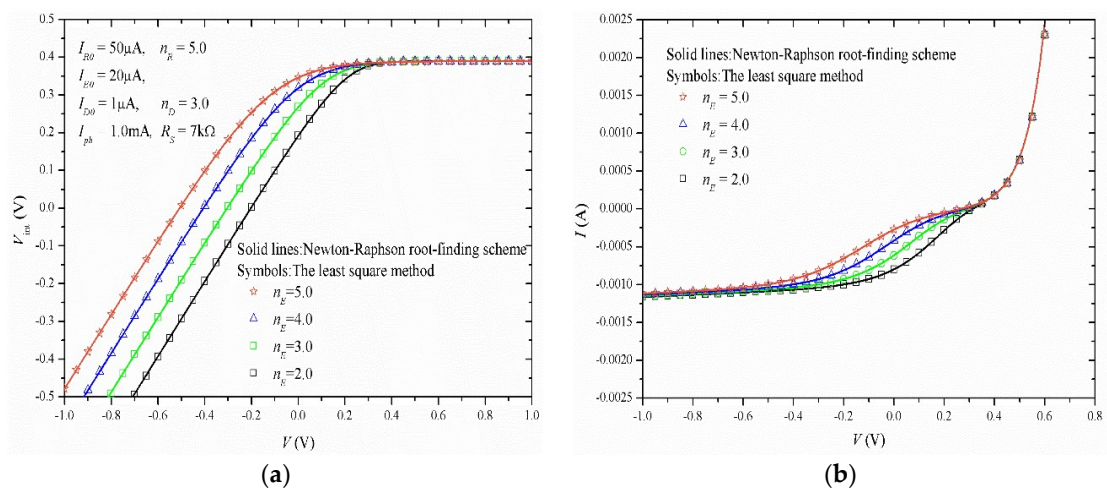 I_R0 = 50μA, n_R = 5.0
I_E0 = 20μA,
I_D0 = 1μA, n_D = 3.0
I_ph = 1.0mA, R_S = 7kΩ
Solid lines:Newton-Raphson root-finding scheme
Symbols:The least square method
n_E=5.0
n_E=4.0
n_E=3.0
n_E=2.0
0.5
0.4
0.3
0.2
0.1
0.0
-0.1
-0.2
-0.3
-0.4
-0.5
V_int (V)
-1.0 -0.8 -0.6 -0.4 -0.2 0.0 0.2 0.4 0.6 0.8 1.0
V (V)
(a)
Solid lines:Newton-Raphson root-finding scheme
Symbols:The least square method
n_E = 5.0
n_E = 4.0
n_E = 3.0
n_E = 2.0
0.0025
0.0020
0.0015
0.0010
0.0005
0.0000
-0.0005
-0.0010
-0.0015
-0.0020
-0.0025
I (A)
-1.0 -0.8 -0.6 -0.4 -0.2 0.0 0.2 0.4 0.6 0.8
V (V)
(b)